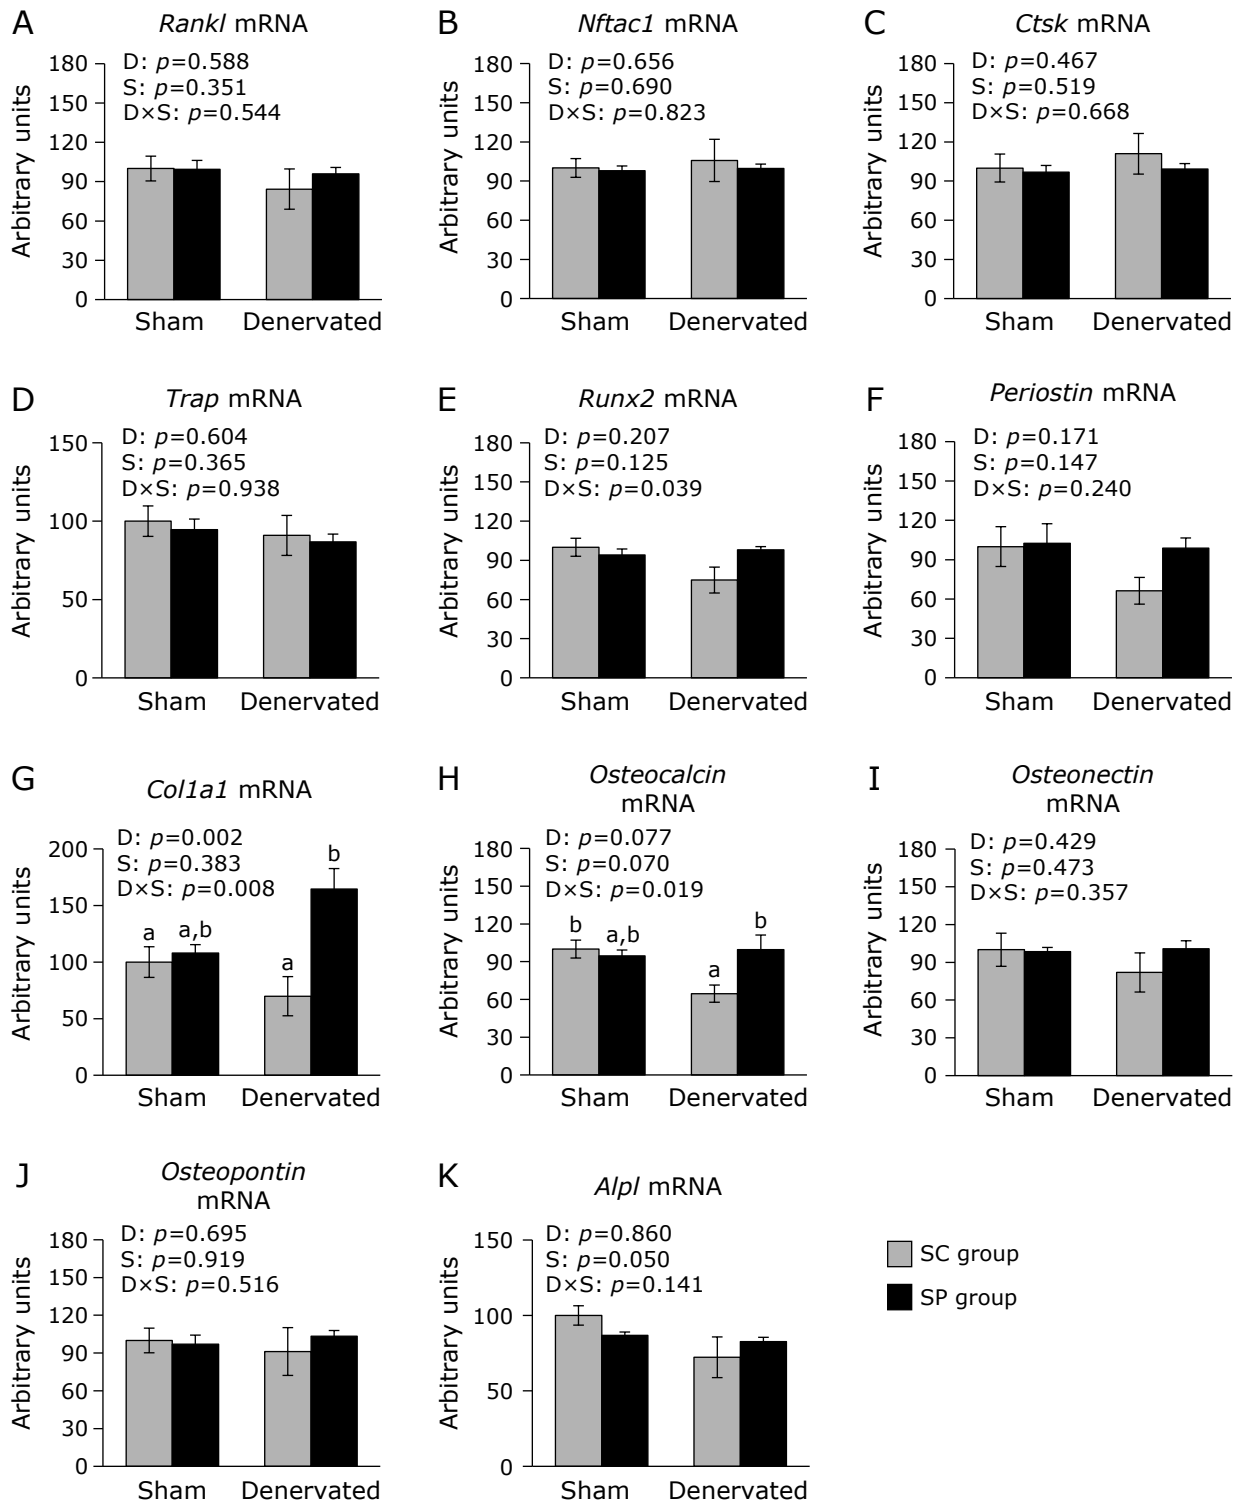 A
Rankl mRNA
D: p=0.588
S: p=0.351
D×S: p=0.544
Arbitrary units
180
150
120
90
60
30
0
Sham Denervated
B
Nftac1 mRNA
D: p=0.656
S: p=0.690
D×S: p=0.823
Arbitrary units
180
150
120
90
60
30
0
Sham Denervated
C
Ctsk mRNA
D: p=0.467
S: p=0.519
D×S: p=0.668
Arbitrary units
180
150
120
90
60
30
0
Sham Denervated
D
Trap mRNA
D: p=0.604
S: p=0.365
D×S: p=0.938
Arbitrary units
150
100
50
0
Sham Denervated
E
Runx2 mRNA
D: p=0.207
S: p=0.125
D×S: p=0.039
Arbitrary units
180
150
120
90
60
30
0
Sham Denervated
F
Periostin mRNA
D: p=0.171
S: p=0.147
D×S: p=0.240
Arbitrary units
180
150
120
90
60
30
0
Sham Denervated
G
Col1a1 mRNA
D: p=0.002
S: p=0.383
D×S: p=0.008
Arbitrary units
200
150
100
50
0
a a,b a b
Sham Denervated
H
Osteocalcin
mRNA
D: p=0.077
S: p=0.070
D×S: p=0.019
Arbitrary units
180
150
120
90
60
30
0
b a,b a b
Sham Denervated
I
Osteonectin
mRNA
D: p=0.429
S: p=0.473
D×S: p=0.357
Arbitrary units
180
150
120
90
60
30
0
Sham Denervated
J
Osteopontin
mRNA
D: p=0.695
S: p=0.919
D×S: p=0.516
Arbitrary units
180
150
120
90
60
30
0
Sham Denervated
K
Alpl mRNA
D: p=0.860
S: p=0.050
D×S: p=0.141
Arbitrary units
150
100
50
0
Sham Denervated
SC group
SP group